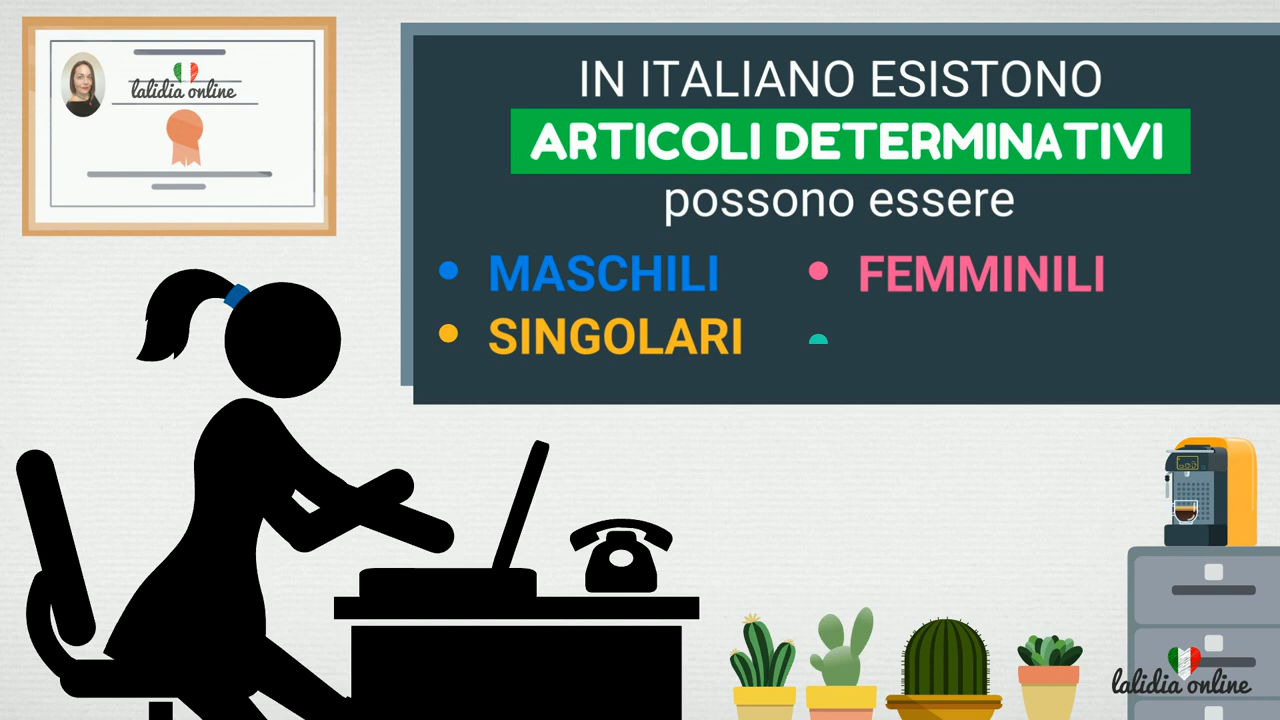 lalidia online
IN ITALIANO ESISTONO
ARTICOLI DETERMINATIVI
possono essere
MASCHILI
FEMMINILI
SINGOLARI
lalidia online